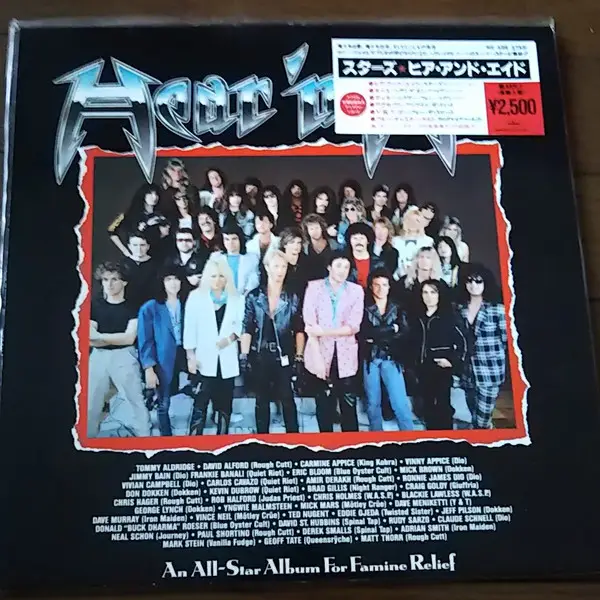 Hear 'n A
スターズ★ヒア・アンド・エイド
¥2,500
TOMMY ALDRIDGE • DAVID ALFORD (Rough Cutt) • CARMINE APPICE (King Kobra) • VINNY APPICE (Dio)
JIMMY BAIN (Dio) FRANKIE BANALI (Quiet Riot) • ERIC BLOOM (Blue Oyster Cult) • MICK BROWN (Dokken)
VIVIAN CAMPBELL (Dio) • CARLOS CAVAZO (Quiet Riot) • AMIR DERAKH (Rough Cutt) • RONNIE JAMES DIO (Dio)
DON DOKKEN (Dokken) • KEVIN DUBROW (Quiet Riot) • BRAD GILLIS (Night Ranger) • CRAIG GOLDY (Giuffria)
CHRIS HAGER (Rough Cutt) • ROB HALFORD (Judas Priest) • CHRIS HOLMES (W.A.S.P.) • BLACKIE LAWLESS (W.A.S.P.)
GEORGE LYNCH (Dokken) • YNGWIE MALMSTEEN • MICK MARS (Mötley Crüe) • DAVE MENIKETTI (Y & T)
DAVE MURRAY (Iron Maiden) • VINCE NEIL (Mötley Crüe) • TED NUGENT • EDDIE OJEDA (Twisted Sister) • JEFF PILSON (Dokken)
DONALD "BUCK DHARMA" ROESER (Blue Oyster Cult) • DAVID ST. HUBBINS (Spinal Tap) • RUDY SARZO • CLAUDE SCHNELL (Dio)
NEAL SCHON (Journey) • PAUL SHORTINO (Rough Cutt) • DEREK SMALLS (Spinal Tap) • ADRIAN SMITH (Iron Maiden)
MARK STEIN (Vanilla Fudge) • GEOFF TATE (Queensrÿche) • MATT THORR (Rough Cutt)
An All-Star Album For Famine Relief